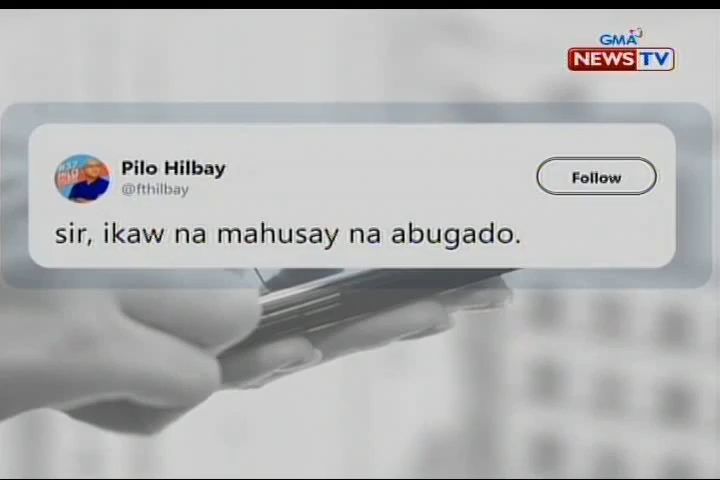 GMA
NEWS TV
Pilo Hilbay
@fthilbay
Follow
sir, ikaw na mahusay na abugado.